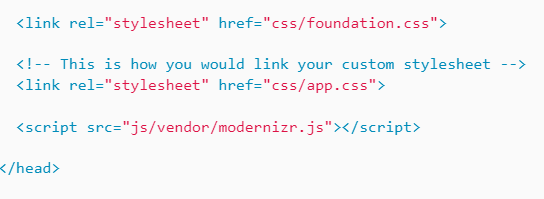 <link rel="stylesheet" href="css/foundation.css">
<!-- This is how you would link your custom stylesheet -->
<link rel="stylesheet" href="css/app.css">
<script src="js/vendor/modernizr.js"></script>
</head>